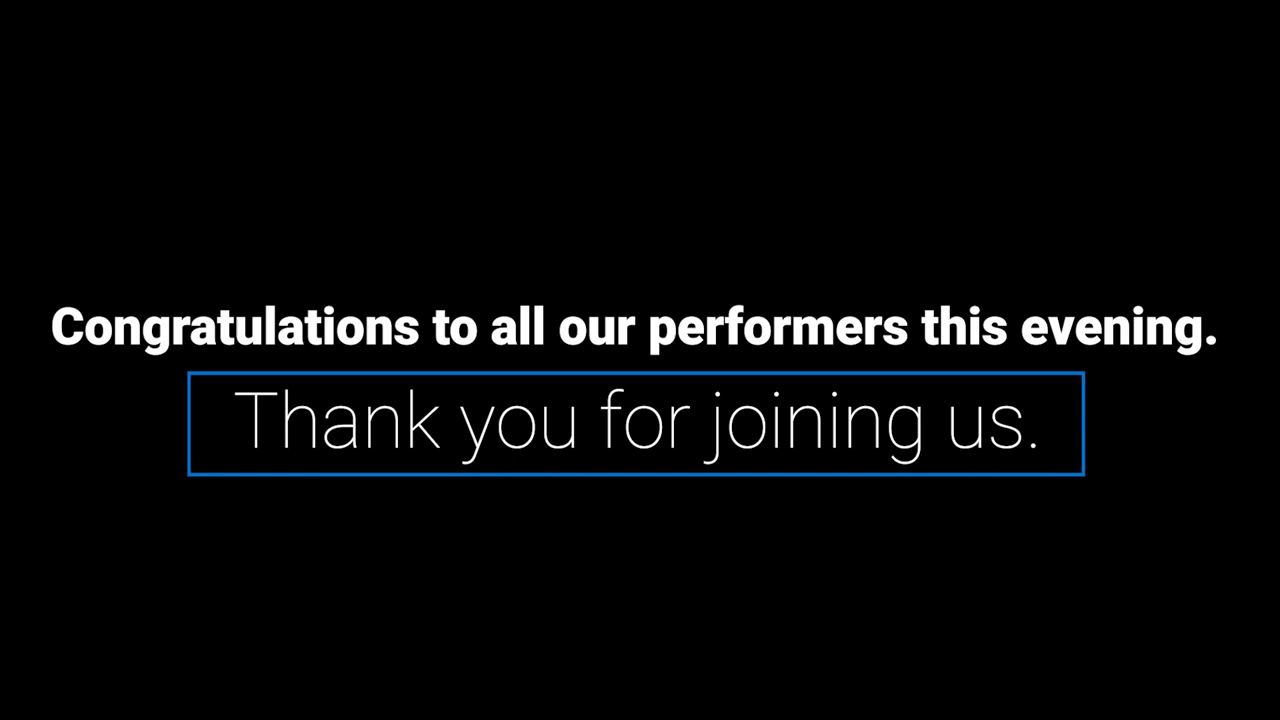 Congratulations to all our performers this evening.
Thank you for joining us.